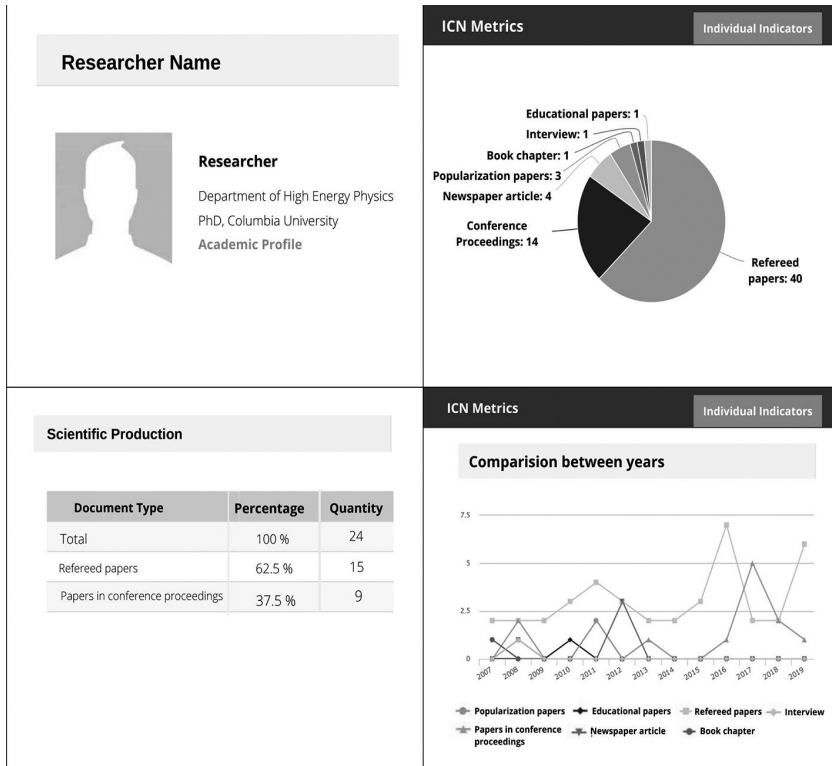 Researcher Name
Researcher
Department of High Energy Physics
PhD, Columbia University
Academic Profile
ICN Metrics
Individual Indicators
Educational papers: 1
Interview: 1
Book chapter: 1
Popularization papers: 3
Newspaper article: 4
Conference
Proceedings: 14
Refereed
papers: 40
Scientific Production
Document Type Percentage Quantity
Total 100 % 24
Refereed papers 62.5 % 15
Papers in conference proceedings 37.5 % 9
ICN Metrics
Individual Indicators
Comparision between years
7.5
5
2.5
0
2007 2008 2009 2010 2011 2012 2013 2014 2015 2016 2017 2018 2019
Popularization papers Educational papers Refereed papers Interview
Papers in conference Newspaper article Book chapter
proceedings